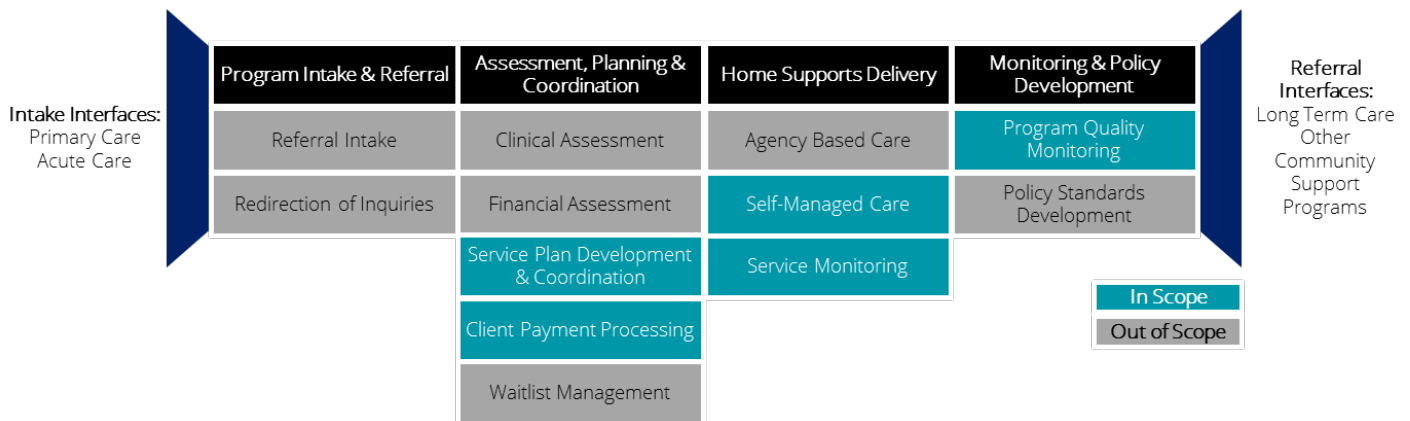 Intake Interfaces:
Primary Care
Acute Care
Program Intake & Referral
Referral Intake
Redirection of Inquiries
Assessment, Planning &
Coordination
Clinical Assessment
Financial Assessment
Service Plan Development
& Coordination
Client Payment Processing
Waitlist Management
Home Supports Delivery
Agency Based Care
Self-Managed Care
Service Monitoring
Monitoring & Policy
Development
Program Quality
Monitoring
Policy Standards
Development
Referral
Interfaces:
Long Term Care
Other
Community
Support
Programs
In Scope
Out of Scope